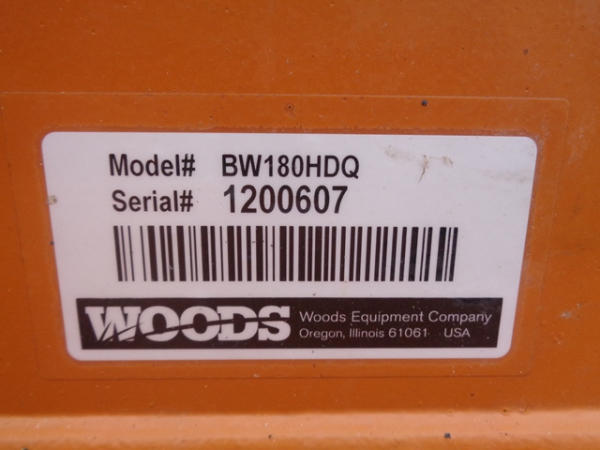 Model# BW180HDQ
Serial# 1200607
WOODS
Woods Equipment Company
Oregon, Illinois 61061 USA